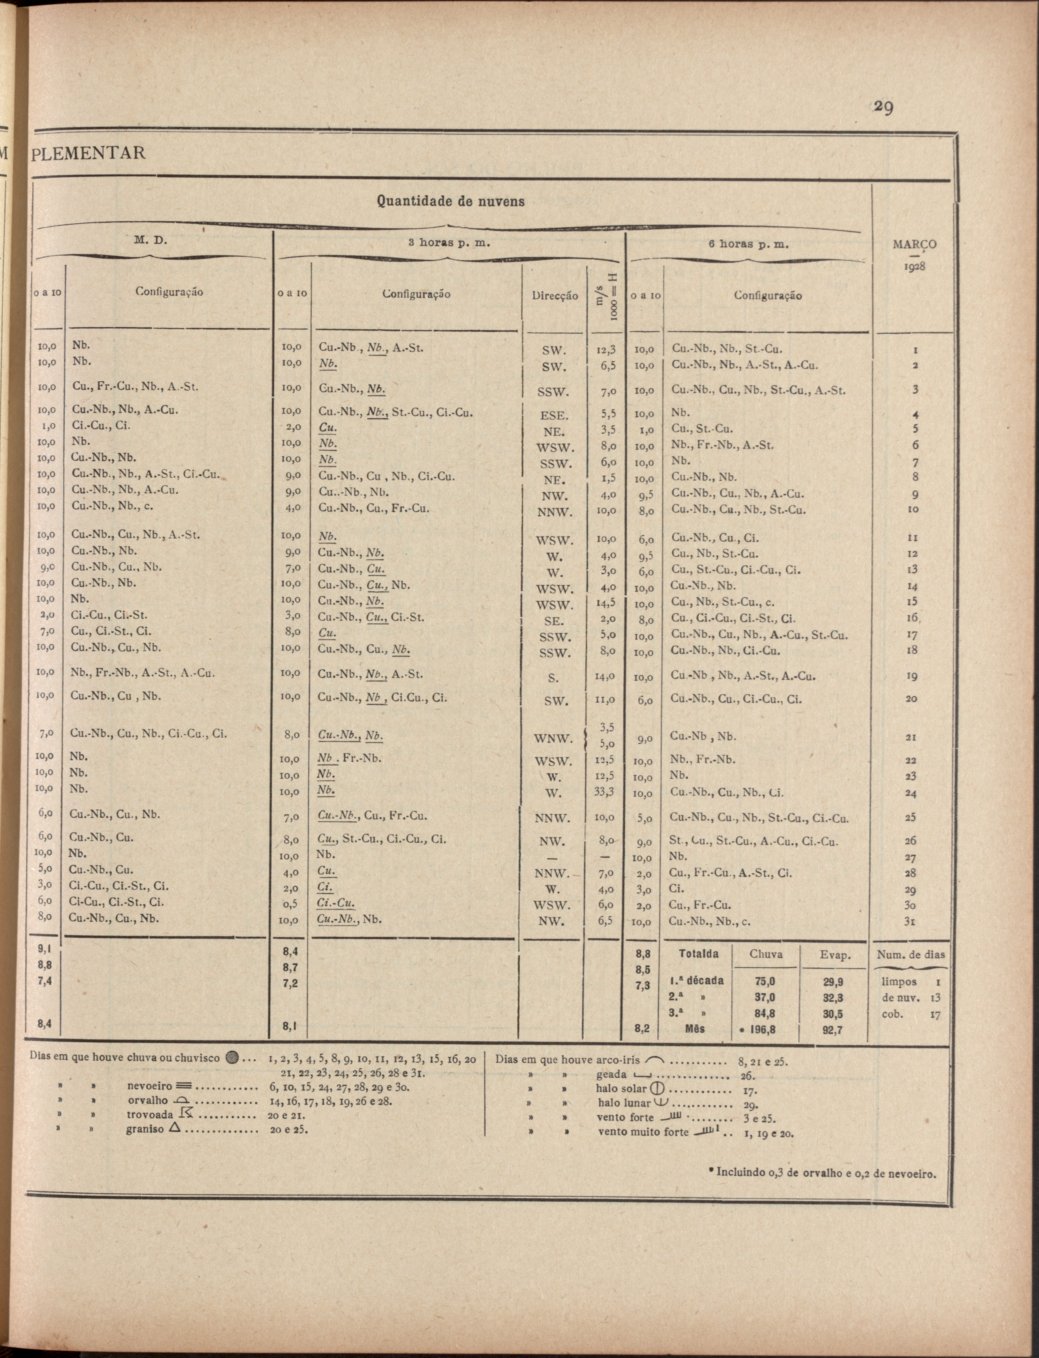 29
M
PLEMENTAR
Quantidade de nuvens
M. D. 3 horas p. m. 6 horas p. m. MARÇO
1928
0 a 10 Configuração 0 a 10 Configuração Direcção m/s 1000 = H 0 a 10 Configuração
10,0 Nb. 10,0 Cu.-Nb., Nb., A.-St. SW. 12,3 10,0 Cu.-Nb., Nb., St.-Cu. 1
10,0 Nb. 10,0 Nb. SW. 6,5 10,0 Cu.-Nb., Nb., A.-St., A.-Cu. 2
10,0 Cu., Fr.-Cu., Nb., A.-St. 10,0 Cu.-Nb., Nb. SSW. 7,0 10,0 Cu.-Nb., Cu., Nb., St.-Cu., A.-St. 3
10,0 Cu.-Nb., Nb., A.-Cu. 10,0 Cu.-Nb., Nb., St.-Cu., Ci.-Cu. ESE. 5,5 10,0 Nb. 4
1,0 Ci.-Cu., Ci. 2,0 Cu. NE. 3,5 1,0 Cu., St.-Cu. 5
10,0 Nb. 10,0 Nb. WSW. 8,0 10,0 Nb., Fr.-Nb., A.-St. 6
10,0 Cu.-Nb., Nb. 10,0 Nb. SSW. 6,0 10,0 Nb. 7
10,0 Cu.-Nb., Nb., A.-St., Ci.-Cu. 9,0 Cu.-Nb., Cu , Nb., Ci.-Cu. NE. 1,5 10,0 Cu.-Nb., Nb. 8
10,0 Cu.-Nb., Nb., A.-Cu. 9,0 Cu..-Nb., Nb. NW. 4,0 9,5 Cu.-Nb., Cu., Nb., A.-Cu. 9
10,0 Cu.-Nb., Nb., c. 4,0 Cu.-Nb., Cu., Fr.-Cu. NNW. 10,0 8,0 Cu.-Nb., Cu., Nb., St.-Cu. 10
10,0 Cu.-Nb., Cu., Nb., A.-St. 10,0 Nb. WSW. 10,0 6,0 Cu.-Nb., Cu., Ci. 11
10,0 Cu.-Nb., Nb. 9,0 Cu.-Nb., Nb. W. 4,0 9,5 Cu., Nb., St.-Cu. 12
9,0 Cu.-Nb., Cu., Nb. 7,0 Cu.-Nb., Cu. W. 3,0 6,0 Cu., St.-Cu., Ci.-Cu., Ci. 13
10,0 Cu.-Nb., Nb. 10,0 Cu.-Nb., Cu., Nb. WSW. 4,0 10,0 Cu.-Nb., Nb. 14
10,0 Nb. 10,0 Cu.-Nb., Nb. WSW. 14,5 10,0 Cu., Nb., St.-Cu., c. 15
2,0 Ci.-Cu., Ci.-St. 3,0 Cu.-Nb., Cu., Ci.-St. SE. 2,0 8,0 Cu., Ci.-Cu., Ci.-St., Ci. 16
7,0 Cu., Ci.-St., Ci. 8,0 Cu. SSW. 5,0 10,0 Cu.-Nb., Cu., Nb., A.-Cu., St.-Cu. 17
10,0 Cu.-Nb., Cu., Nb. 10,0 Cu.-Nb., Cu., Nb. SSW. 8,0 10,0 Cu.-Nb., Nb., Ci.-Cu. 18
10,0 Nb., Fr.-Nb., A.-St., A.-Cu. 10,0 Cu.-Nb., Nb., A.-St. S. 14,0 10,0 Cu.-Nb , Nb., A.-St., A.-Cu. 19
10,0 Cu.-Nb., Cu , Nb. 10,0 Cu.-Nb., Nb , Ci.Cu., Ci. SW. 11,0 6,0 Cu.-Nb., Cu., Ci.-Cu., Ci. 20
7,0 Cu.-Nb., Cu., Nb., Ci.-Cu., Ci. 8,0 Cu.-Nb., Nb. WNW. { 3,5 5,0 9,0 Cu.-Nb , Nb. 21
10,0 Nb. 10,0 Nb . Fr.-Nb. WSW. 12,5 10,0 Nb., Fr.-Nb. 22
10,0 Nb. 10,0 Nb. W. 12,5 10,0 Nb. 23
10,0 Nb. 10,0 Nb. W. 33,3 10,0 Cu.-Nb., Cu., Nb., Ci. 24
6,0 Cu.-Nb., Cu., Nb. 7,0 Cu.-Nb., Cu., Fr.-Cu. NNW. 10,0 5,0 Cu.-Nb., Cu., Nb., St.-Cu., Ci.-Cu. 25
6,0 Cu.-Nb., Cu. 8,0 Cu., St.-Cu., Ci.-Cu., Ci. NW. 8,0 9,0 St., Cu., St.-Cu., A.-Cu., Ci.-Cu. 26
10,0 Nb. 10,0 Nb. — — 10,0 Nb. 27
5,0 Cu.-Nb., Cu. 4,0 Cu. NNW. 7,0 2,0 Cu., Fr.-Cu., A.-St., Ci. 28
3,0 Ci.-Cu., Ci.-St., Ci. 2,0 Ci. W. 4,0 3,0 Ci. 29
6,0 Ci-Cu., Ci.-St., Ci. 0,5 Ci.-Cu. WSW. 6,0 2,0 Cu., Fr.-Cu. 30
8,0 Cu.-Nb., Cu., Nb. 10,0 Cu.-Nb., Nb. NW. 6,5 10,0 Cu.-Nb., Nb., c. 31
9,1 8,4 8,8 Totalda Chuva Evap. Num. de dias
8,8 8,7 8,5
7,4 7,2 7,3 1.ª década 75,0 29,9 limpos 1
2.ª » 37,0 32,3 de nuv. 13
3.ª » 84,8 30,5 cob. 17
8,4 8,1 8,2 Mês * 196,8 92,7
Dias em que houve chuva ou chuvisco ... 1, 2, 3, 4, 5, 8, 9, 10, 11, 12, 13, 15, 16, 20
21, 22, 23, 24, 25, 26, 28 e 31.
» » nevoeiro ............ 6, 10, 15, 24, 27, 28, 29 e 30.
» » orvalho ............ 14, 16, 17, 18, 19, 26 e 28.
» » trovoada ........... 20 e 21.
» » graniso .............. 20 e 25.
Dias em que houve arco-iris ........... 8, 21 e 25.
» » geada .............. 26.
» » halo solar ............ 17.
» » halo lunar ............ 29.
» » vento forte ......... 3 e 25.
» » vento muito forte .. 1, 19 e 20.
* Incluindo 0,3 de orvalho e 0,2 de nevoeiro.